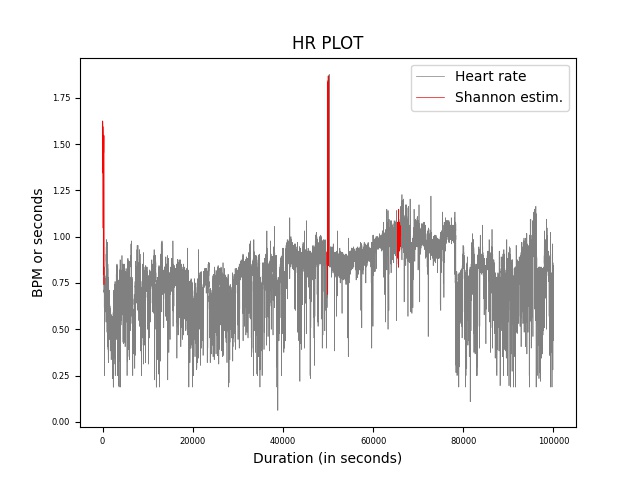 HR PLOT
Heart rate
Shannon estim.
BPM or seconds
1.75
1.50
1.25
1.00
0.75
0.50
0.25
0.00
0 20000 40000 60000 80000 100000
Duration (in seconds)